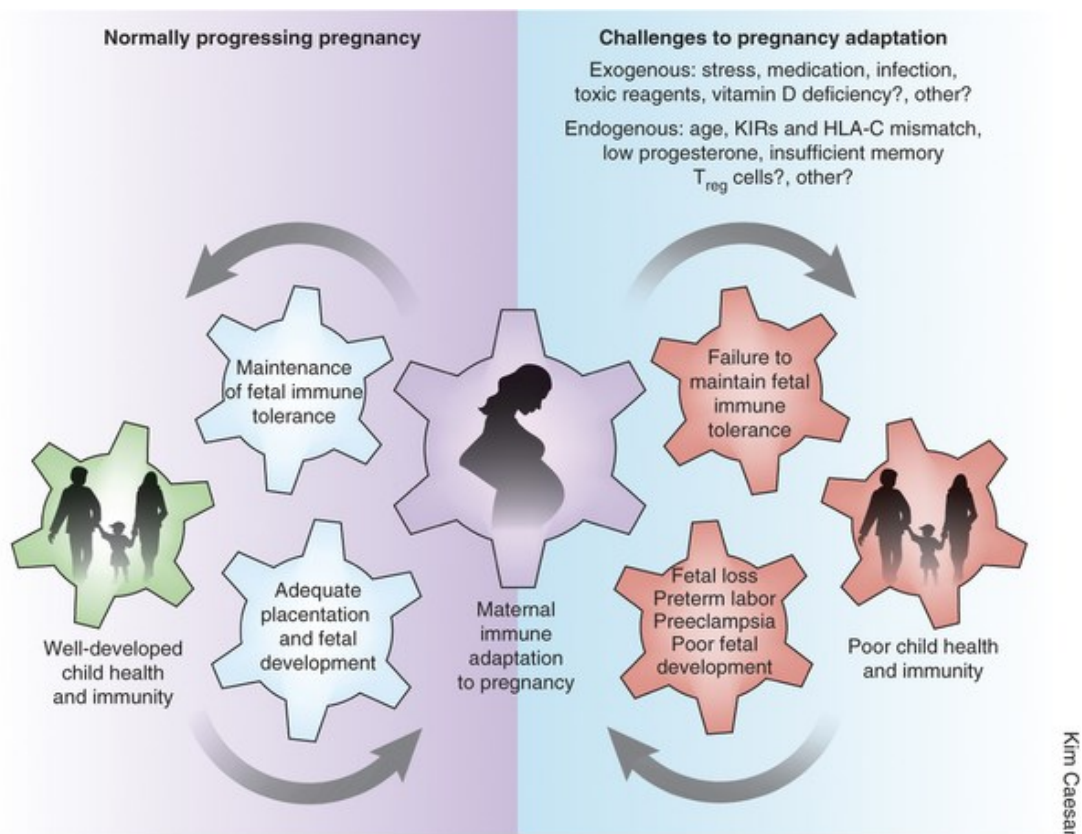 Normally progressing pregnancy
Challenges to pregnancy adaptation
Exogenous: stress, medication, infection,
toxic reagents, vitamin D deficiency?, other?
Endogenous: age, KIRs and HLA-C mismatch,
low progesterone, insufficient memory
Treg cells?, other?
Maintenance
of fetal immune
tolerance
Failure to
maintain fetal
immune
tolerance
Adequate
placentation
and fetal
development
Fetal loss
Preterm labor
Preeclampsia
Poor fetal
development
Well-developed
child health
and immunity
Maternal
immune
adaptation
to pregnancy
Poor child health
and immunity
Kim Caesar